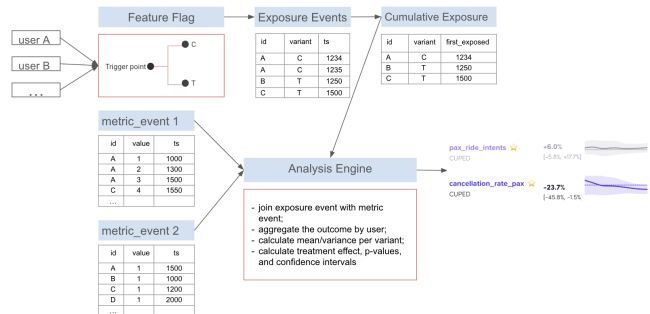 Feature Flag
Exposure Events
Cumulative Exposure
user A
user B
...
Trigger point
C
T
id variant ts
A C 1234
A C 1235
B T 1250
C T 1500
id variant first_exposed
A C 1234
B T 1250
C T 1500
metric_event 1
id value ts
A 1 1000
A 2 1300
A 3 1500
C 4 1550
...
metric_event 2
id value ts
A 1 1500
B 1 1000
C 1 1200
D 1 2000
...
Analysis Engine
- join exposure event with metric
event;
- aggregate the outcome by user;
- calculate mean/variance per variant;
- calculate treatment effect, p-values,
and confidence intervals
pax_ride_intents +6.0%
CUPED [-5.8%, +17.7%]
cancellation_rate_pax -23.7%
CUPED [-45.8%, -1.5%